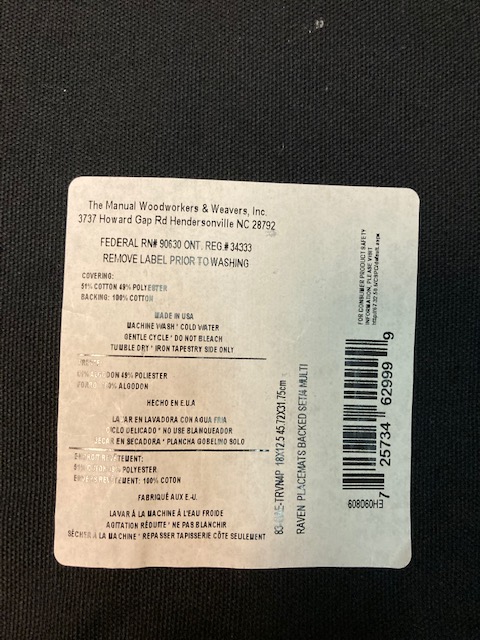 The Manual Woodworkers & Weavers, Inc.
3737 Howard Gap Rd Hendersonville NC 28792
FEDERAL RN# 90630 ONT. REG.# 34333
REMOVE LABEL PRIOR TO WASHING
COVERING:
51% COTTON 49% POLYESTER
BACKING: 100% COTTON
MADE IN USA
MACHINE WASH * COLD WATER
GENTLE CYCLE * DO NOT BLEACH
TUMBLE DRY * IRON TAPESTRY SIDE ONLY
49% POLIESTER
ALGODON
HECHO EN E.U.A
EN LAVADORA CON AGUA FRIA
CICLO DELICADO * NO USE BLANQUEADOR
SECAR EN SECADORA * PLANCHA GOBELINO SOLO
POLYESTER
100% COTON
FABRIQUÉ AUX E.-U.
LAVAR À LA MACHINE À L'EAU FROIDE
AGITATION RÉDUITE * NE PAS BLANCHIR
SÉCHER À LA MACHINE * REPASSER TAPISSERIE CÔTE SEULEMENT
18X12.5 45.72X31.75cm
RAVEN PLACEMATS BACKED SET/4 MULTI
FOR CONSUMER PRODUCT SAFETY
INFORMATION, PLEASE VISIT
7 25734 62999 9
EH090809